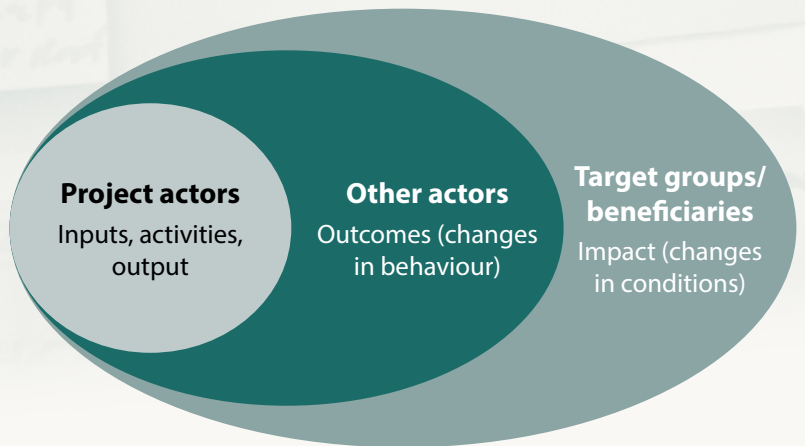 Project actors
Inputs, activities,
output
Other actors
Outcomes (changes
in behaviour)
Target groups/
beneficiaries
Impact (changes
in conditions)